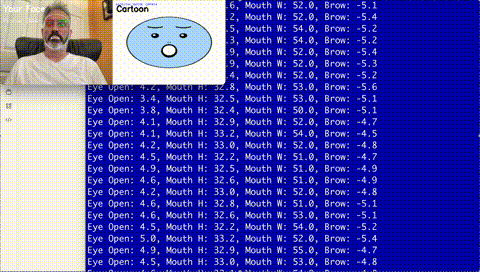 Your Face
Cartoon
.6, Mouth W: 52.0, Brow: -5.1
.2, Mouth W: 52.0, Brow: -5.4
.2, Mouth W: 54.0, Brow: -5.2
Mouth W: 54.0, Brow: -5.2
Mouth W: 52.0, Brow: -5.4
.9, Mouth W: 52.0, Brow: -5.2
.9, Mouth W: 52.0, Brow: -5.3
.4, Mouth W: 52.0, Brow: -5.2
Eye Open: 4.2, Mouth H: 32.8, Mouth W: 53.0, Brow: -5.6
Eye Open: 3.4, Mouth H: 32.5, Mouth W: 53.0, Brow: -5.1
Eye Open: 3.8, Mouth H: 32.4, Mouth W: 50.0, Brow: -5.1
Eye Open: 4.1, Mouth H: 32.9, Mouth W: 52.0, Brow: -4.7
Eye Open: 4.1, Mouth H: 33.2, Mouth W: 54.0, Brow: -4.5
Eye Open: 4.2, Mouth H: 33.0, Mouth W: 52.0, Brow: -4.8
Eye Open: 4.5, Mouth H: 32.2, Mouth W: 51.0, Brow: -4.7
Eye Open: 4.9, Mouth H: 32.5, Mouth W: 51.0, Brow: -4.9
Eye Open: 4.6, Mouth H: 32.6, Mouth W: 51.0, Brow: -4.9
Eye Open: 4.2, Mouth H: 33.0, Mouth W: 52.0, Brow: -4.8
Eye Open: 4.6, Mouth H: 32.8, Mouth W: 51.0, Brow: -5.1
Eye Open: 4.6, Mouth H: 32.6, Mouth W: 53.0, Brow: -5.1
Eye Open: 4.5, Mouth H: 32.2, Mouth W: 54.0, Brow: -5.2
Eye Open: 5.0, Mouth H: 33.2, Mouth W: 52.0, Brow: -5.4
Eye Open: 4.9, Mouth H: 32.9, Mouth W: 55.0, Brow: -4.7
Eye Open: 4.5, Mouth H: 33.0, Mouth W: 53.0, Brow: -4.8